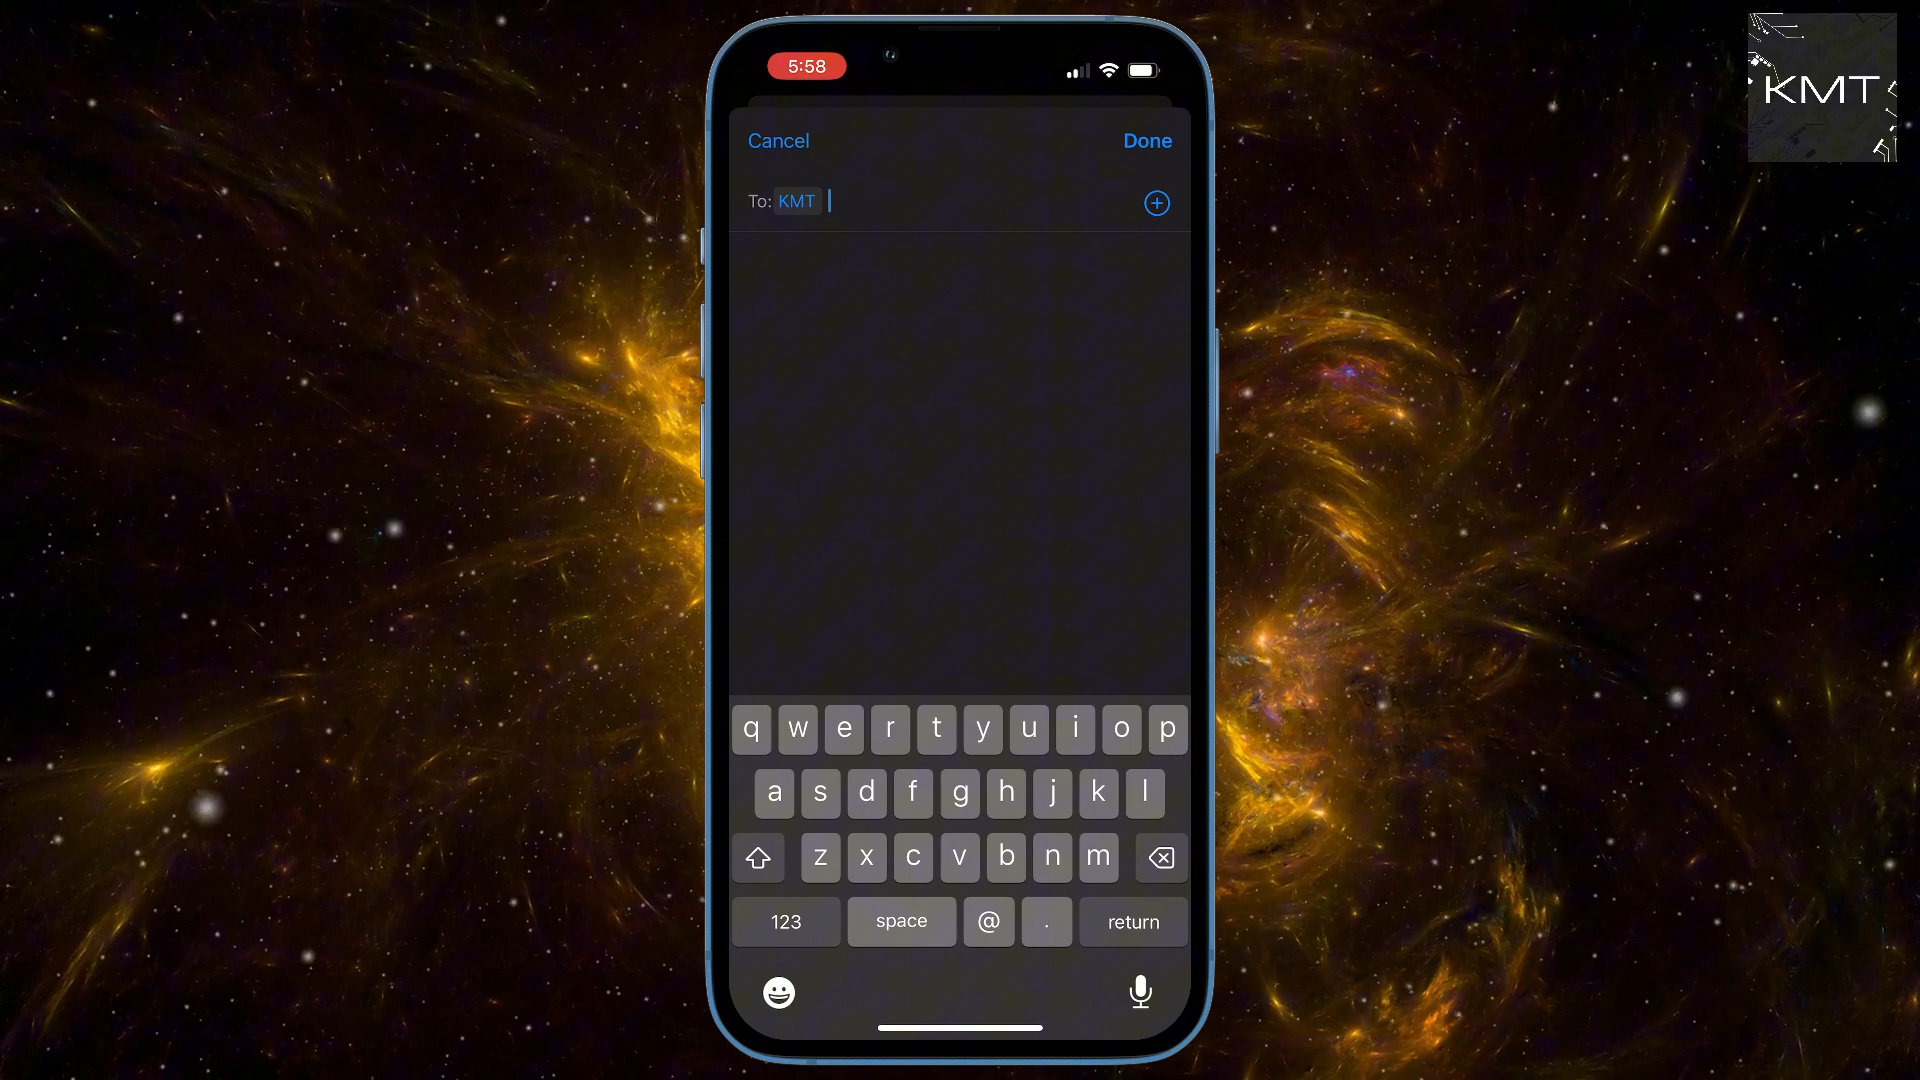 5:58
KMT
Cancel
Done
To: KMT
q w e r t y u i o p
a s d f g h j k l
z x c v b n m
123 space @ . return